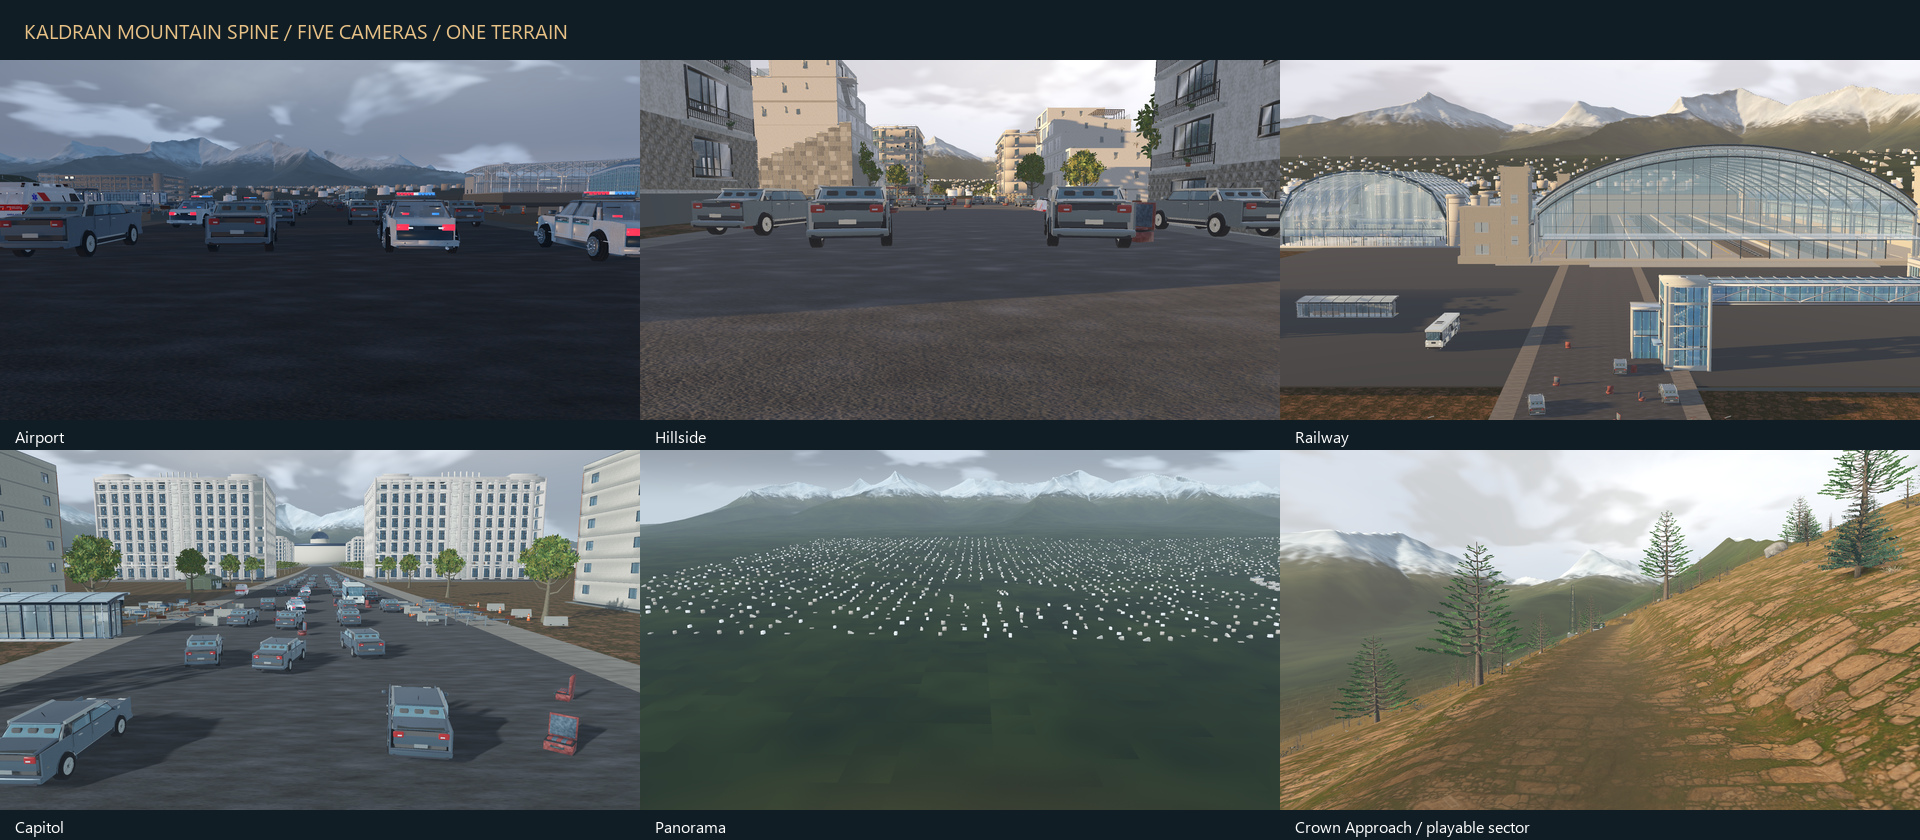 KALDRAN MOUNTAIN SPINE / FIVE CAMERAS / ONE TERRAIN
Airport
Hillside
Railway
Capitol
Panorama
Crown Approach / playable sector